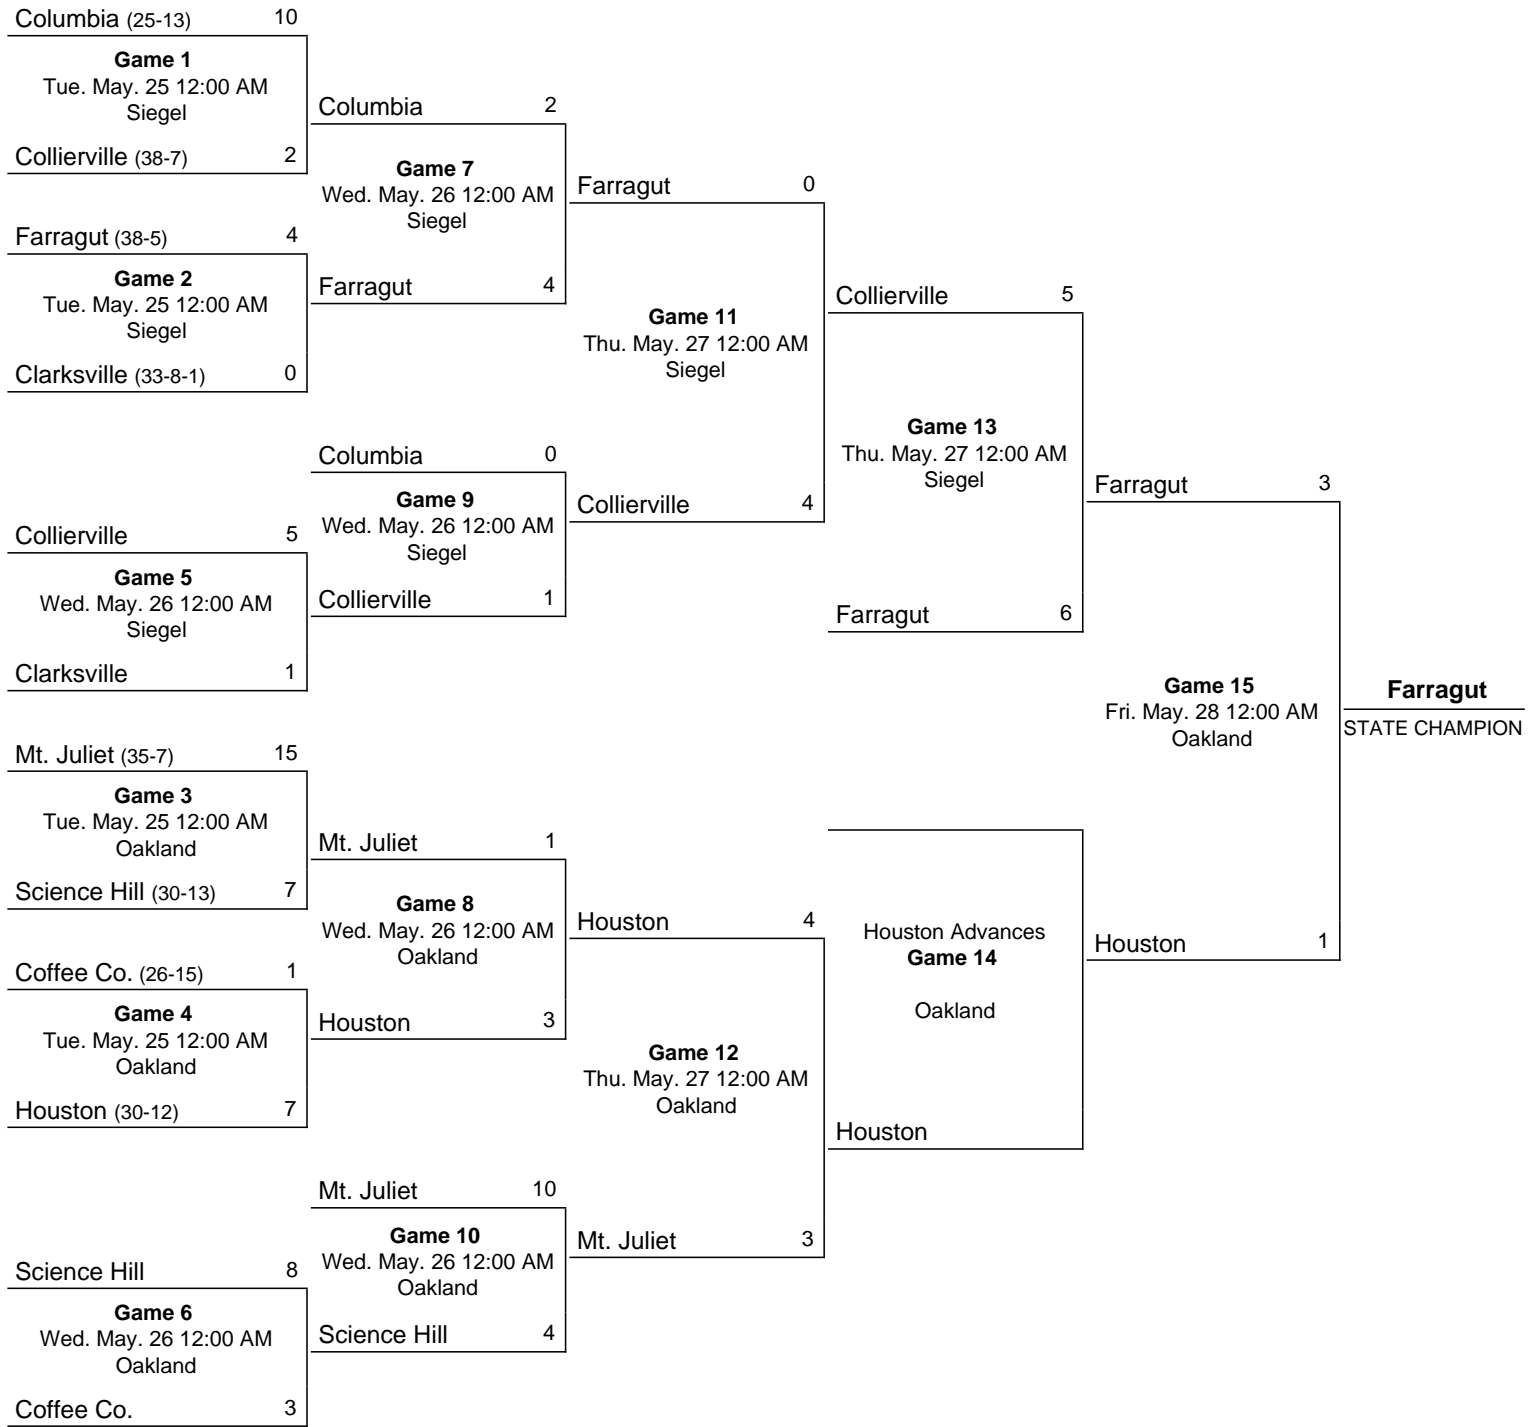 Columbia (25-13) 10
Game 1
Tue. May. 25 12:00 AM
Siegel
Collierville (38-7) 2
Farragut (38-5) 4
Game 2
Tue. May. 25 12:00 AM
Siegel
Clarksville (33-8-1) 0
Collierville 5
Game 5
Wed. May. 26 12:00 AM
Siegel
Clarksville 1
Mt. Juliet (35-7) 15
Game 3
Tue. May. 25 12:00 AM
Oakland
Science Hill (30-13) 7
Coffee Co. (26-15) 1
Game 4
Tue. May. 25 12:00 AM
Oakland
Houston (30-12) 7
Science Hill 8
Game 6
Wed. May. 26 12:00 AM
Oakland
Coffee Co. 3
Columbia 2
Game 7
Wed. May. 26 12:00 AM
Siegel
Farragut 4
Columbia 0
Game 9
Wed. May. 26 12:00 AM
Siegel
Collierville 1
Mt. Juliet 1
Game 8
Wed. May. 26 12:00 AM
Oakland
Houston 3
Mt. Juliet 10
Game 10
Wed. May. 26 12:00 AM
Oakland
Science Hill 4
Farragut 0
Game 11
Thu. May. 27 12:00 AM
Siegel
Collierville 4
Houston 4
Game 12
Thu. May. 27 12:00 AM
Oakland
Mt. Juliet 3
Collierville 5
Game 13
Thu. May. 27 12:00 AM
Siegel
Farragut 6
Houston Advances
Game 14
Oakland
Houston
Farragut 3
Game 15
Fri. May. 28 12:00 AM
Oakland
Houston 1
Farragut
STATE CHAMPION